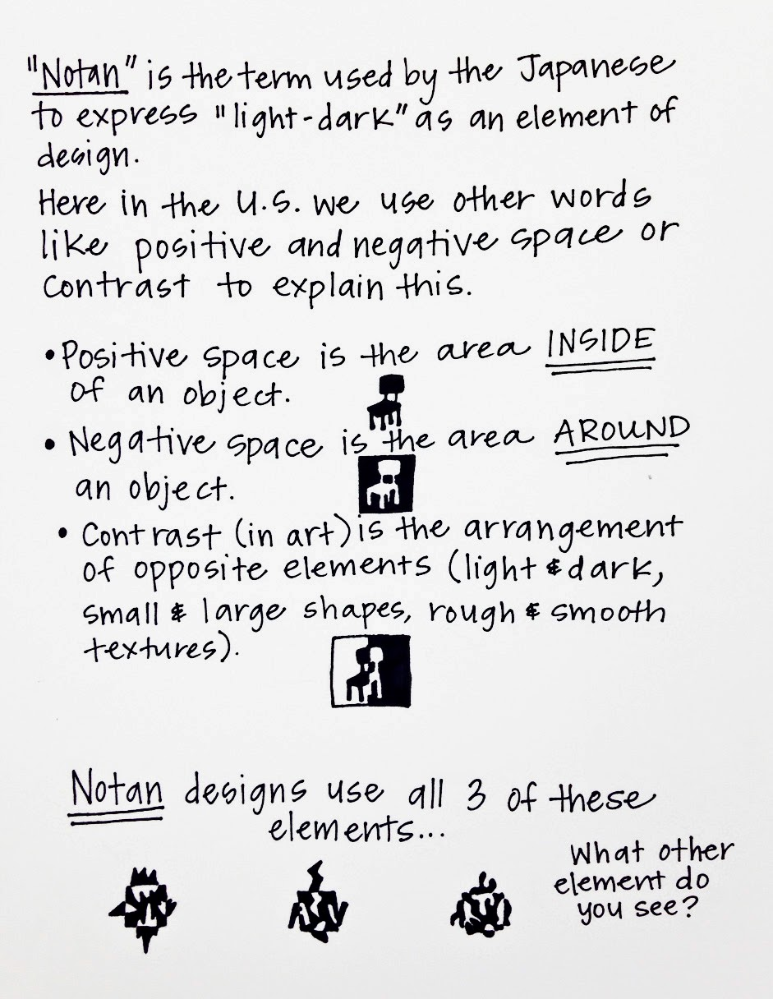 "Notan" is the term used by the Japanese
to express "light-dark" as an element of
design.
Here in the U.S. we use other words
like positive and negative space or
contrast to explain this.
• Positive space is the area INSIDE
of an object.
• Negative space is the area AROUND
an object.
• Contrast (in art) is the arrangement
of opposite elements (light & dark,
small & large shapes, rough & smooth
textures).
Notan designs use all 3 of these
elements...
What other
element do
you see?